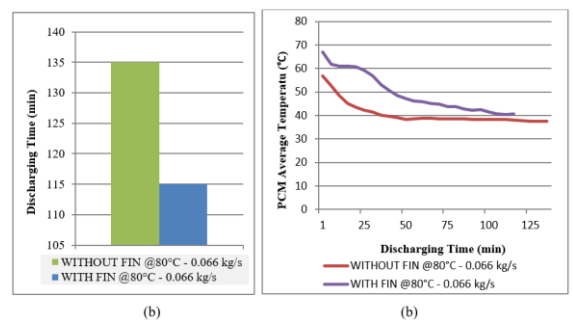 140
135
130
125
120
115
110
105
Discharging Time (min)
WITHOUT FIN @80°C - 0.066 kg/s
WITH FIN @80°C - 0.066 kg/s
(b)
80
70
60
50
40
30
20
10
0
PCM Average Temperatu (℃)
1 25 50 75 100 125
Discharging Time (min)
WITHOUT FIN @80°C - 0.066 kg/s
WITH FIN @80°C - 0.066 kg/s
(b)